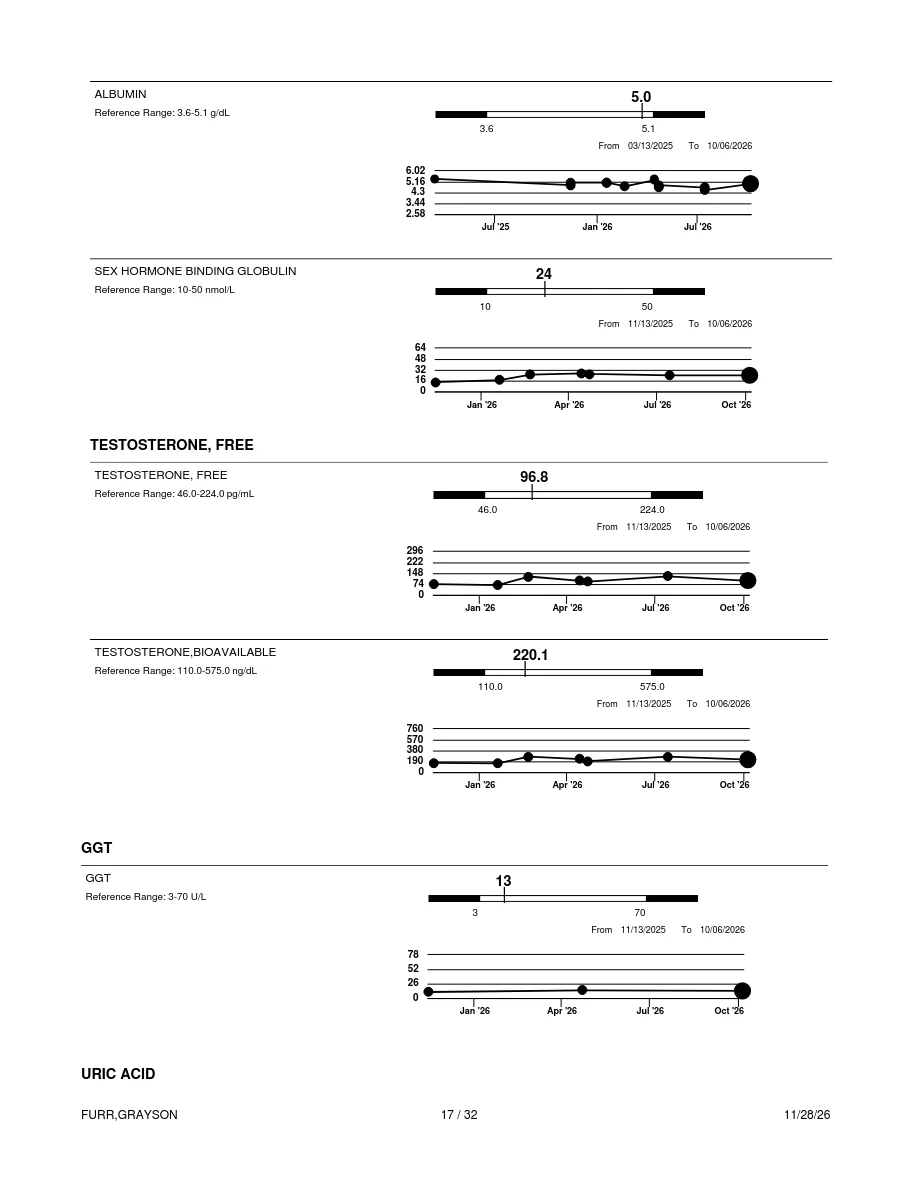 ALBUMIN
5.0
Reference Range: 3.6-5.1 g/dL
3.6 5.1
From 03/13/2025 To 10/06/2026
6.02
5.16
4.3
3.44
2.58
Jul '25 Jan '26 Jul '26
SEX HORMONE BINDING GLOBULIN
24
Reference Range: 10-50 nmol/L
10 50
From 11/13/2025 To 10/06/2026
64
48
32
16
0
Jan '26 Apr '26 Jul '26 Oct '26
TESTOSTERONE, FREE
TESTOSTERONE, FREE
96.8
Reference Range: 46.0-224.0 pg/mL
46.0 224.0
From 11/13/2025 To 10/06/2026
296
222
148
74
0
Jan '26 Apr '26 Jul '26 Oct '26
TESTOSTERONE,BIOAVAILABLE
220.1
Reference Range: 110.0-575.0 ng/dL
110.0 575.0
From 11/13/2025 To 10/06/2026
760
570
380
190
0
Jan '26 Apr '26 Jul '26 Oct '26
GGT
GGT
13
Reference Range: 3-70 U/L
3 70
From 11/13/2025 To 10/06/2026
78
52
26
0
Jan '26 Apr '26 Jul '26 Oct '26
URIC ACID
FURR,GRAYSON 17 / 32 11/28/26